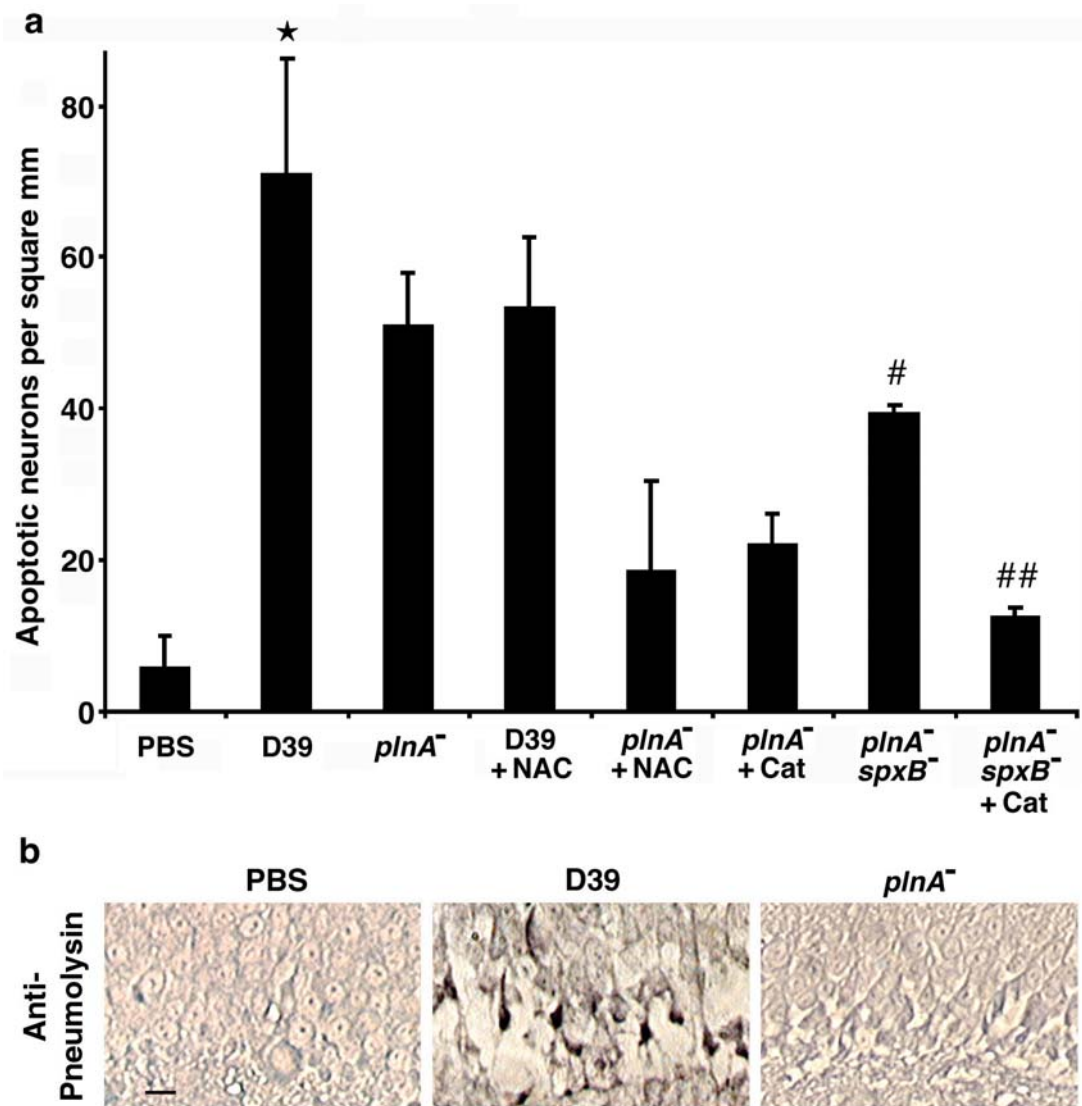 a
★
Apoptotic neurons per square mm
80
60
40
20
0
#
##
PBS
D39
plnA⁻
D39
+ NAC
plnA⁻
+ NAC
plnA⁻
+ Cat
plnA⁻
spxB⁻
plnA⁻
spxB⁻
+ Cat
b
PBS
D39
plnA⁻
Anti-
Pneumolysin